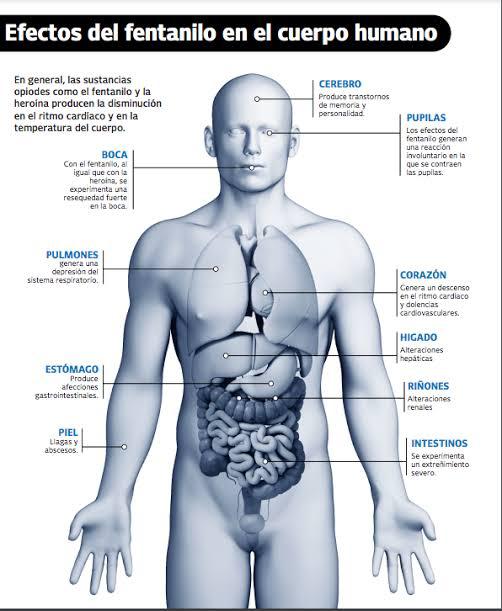 Efectos del fentanilo en el cuerpo humano
En general, las sustancias
opiodes como el fentanilo y la
heroína producen la disminución
en el ritmo cardiaco y en la
temperatura del cuerpo.
CEREBRO
Produce transtornos
de memoria y
personalidad.
PUPILAS
Los efectos del
fentanilo generan
una reacción
involuntario en la
que se contraen
las pupilas.
BOCA
Con el fentanilo, al
igual que con la
heroína, se
experimenta una
resequedad fuerte
en la boca.
PULMONES
genera una
depresión del
sistema respiratorio.
CORAZÓN
Genera un descenso
en el ritmo cardiaco
y dolencias
cardiovasculares.
HIGADO
Alteraciones
hepáticas
ESTÓMAGO
Produce
afecciones
gastrointestinales.
RIÑONES
Alteraciones
renales
PIEL
Llagas y
abscesos.
INTESTINOS
Se experimenta
un extreñimiento
severo.